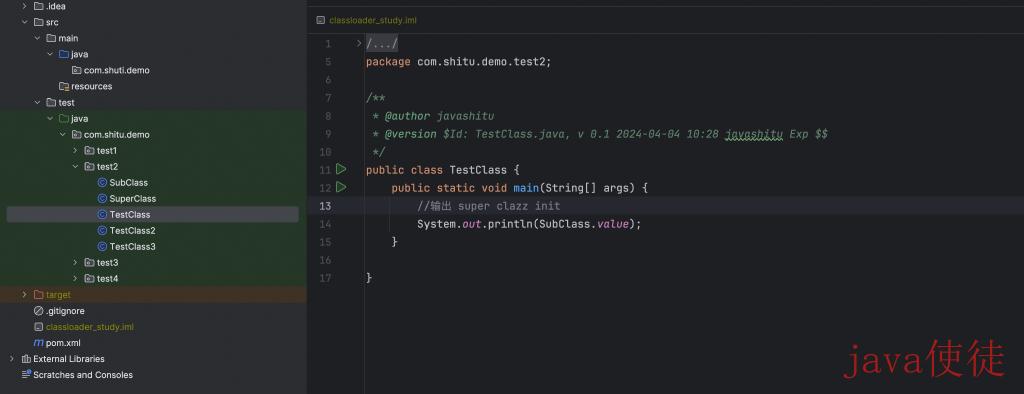 .idea
src
main
java
com.shuti.demo
resources
test
java
com.shitu.demo
test1
test2
SubClass
SuperClass
TestClass
TestClass2
TestClass3
test3
test4
target
.gitignore
classloader_study.iml
pom.xml
External Libraries
Scratches and Consoles
classloader_study.iml
1 /.../
5 package com.shitu.demo.test2;
6
7 /**
8 * @author javashitu
9 * @version $Id: TestClass.java, v 0.1 2024-04-04 10:28 javashitu Exp $$
10 */
11 public class TestClass {
12 public static void main(String[] args) {
13 //输出 super clazz init
14 System.out.println(SubClass.value);
15 }
16
17 }
java使徒